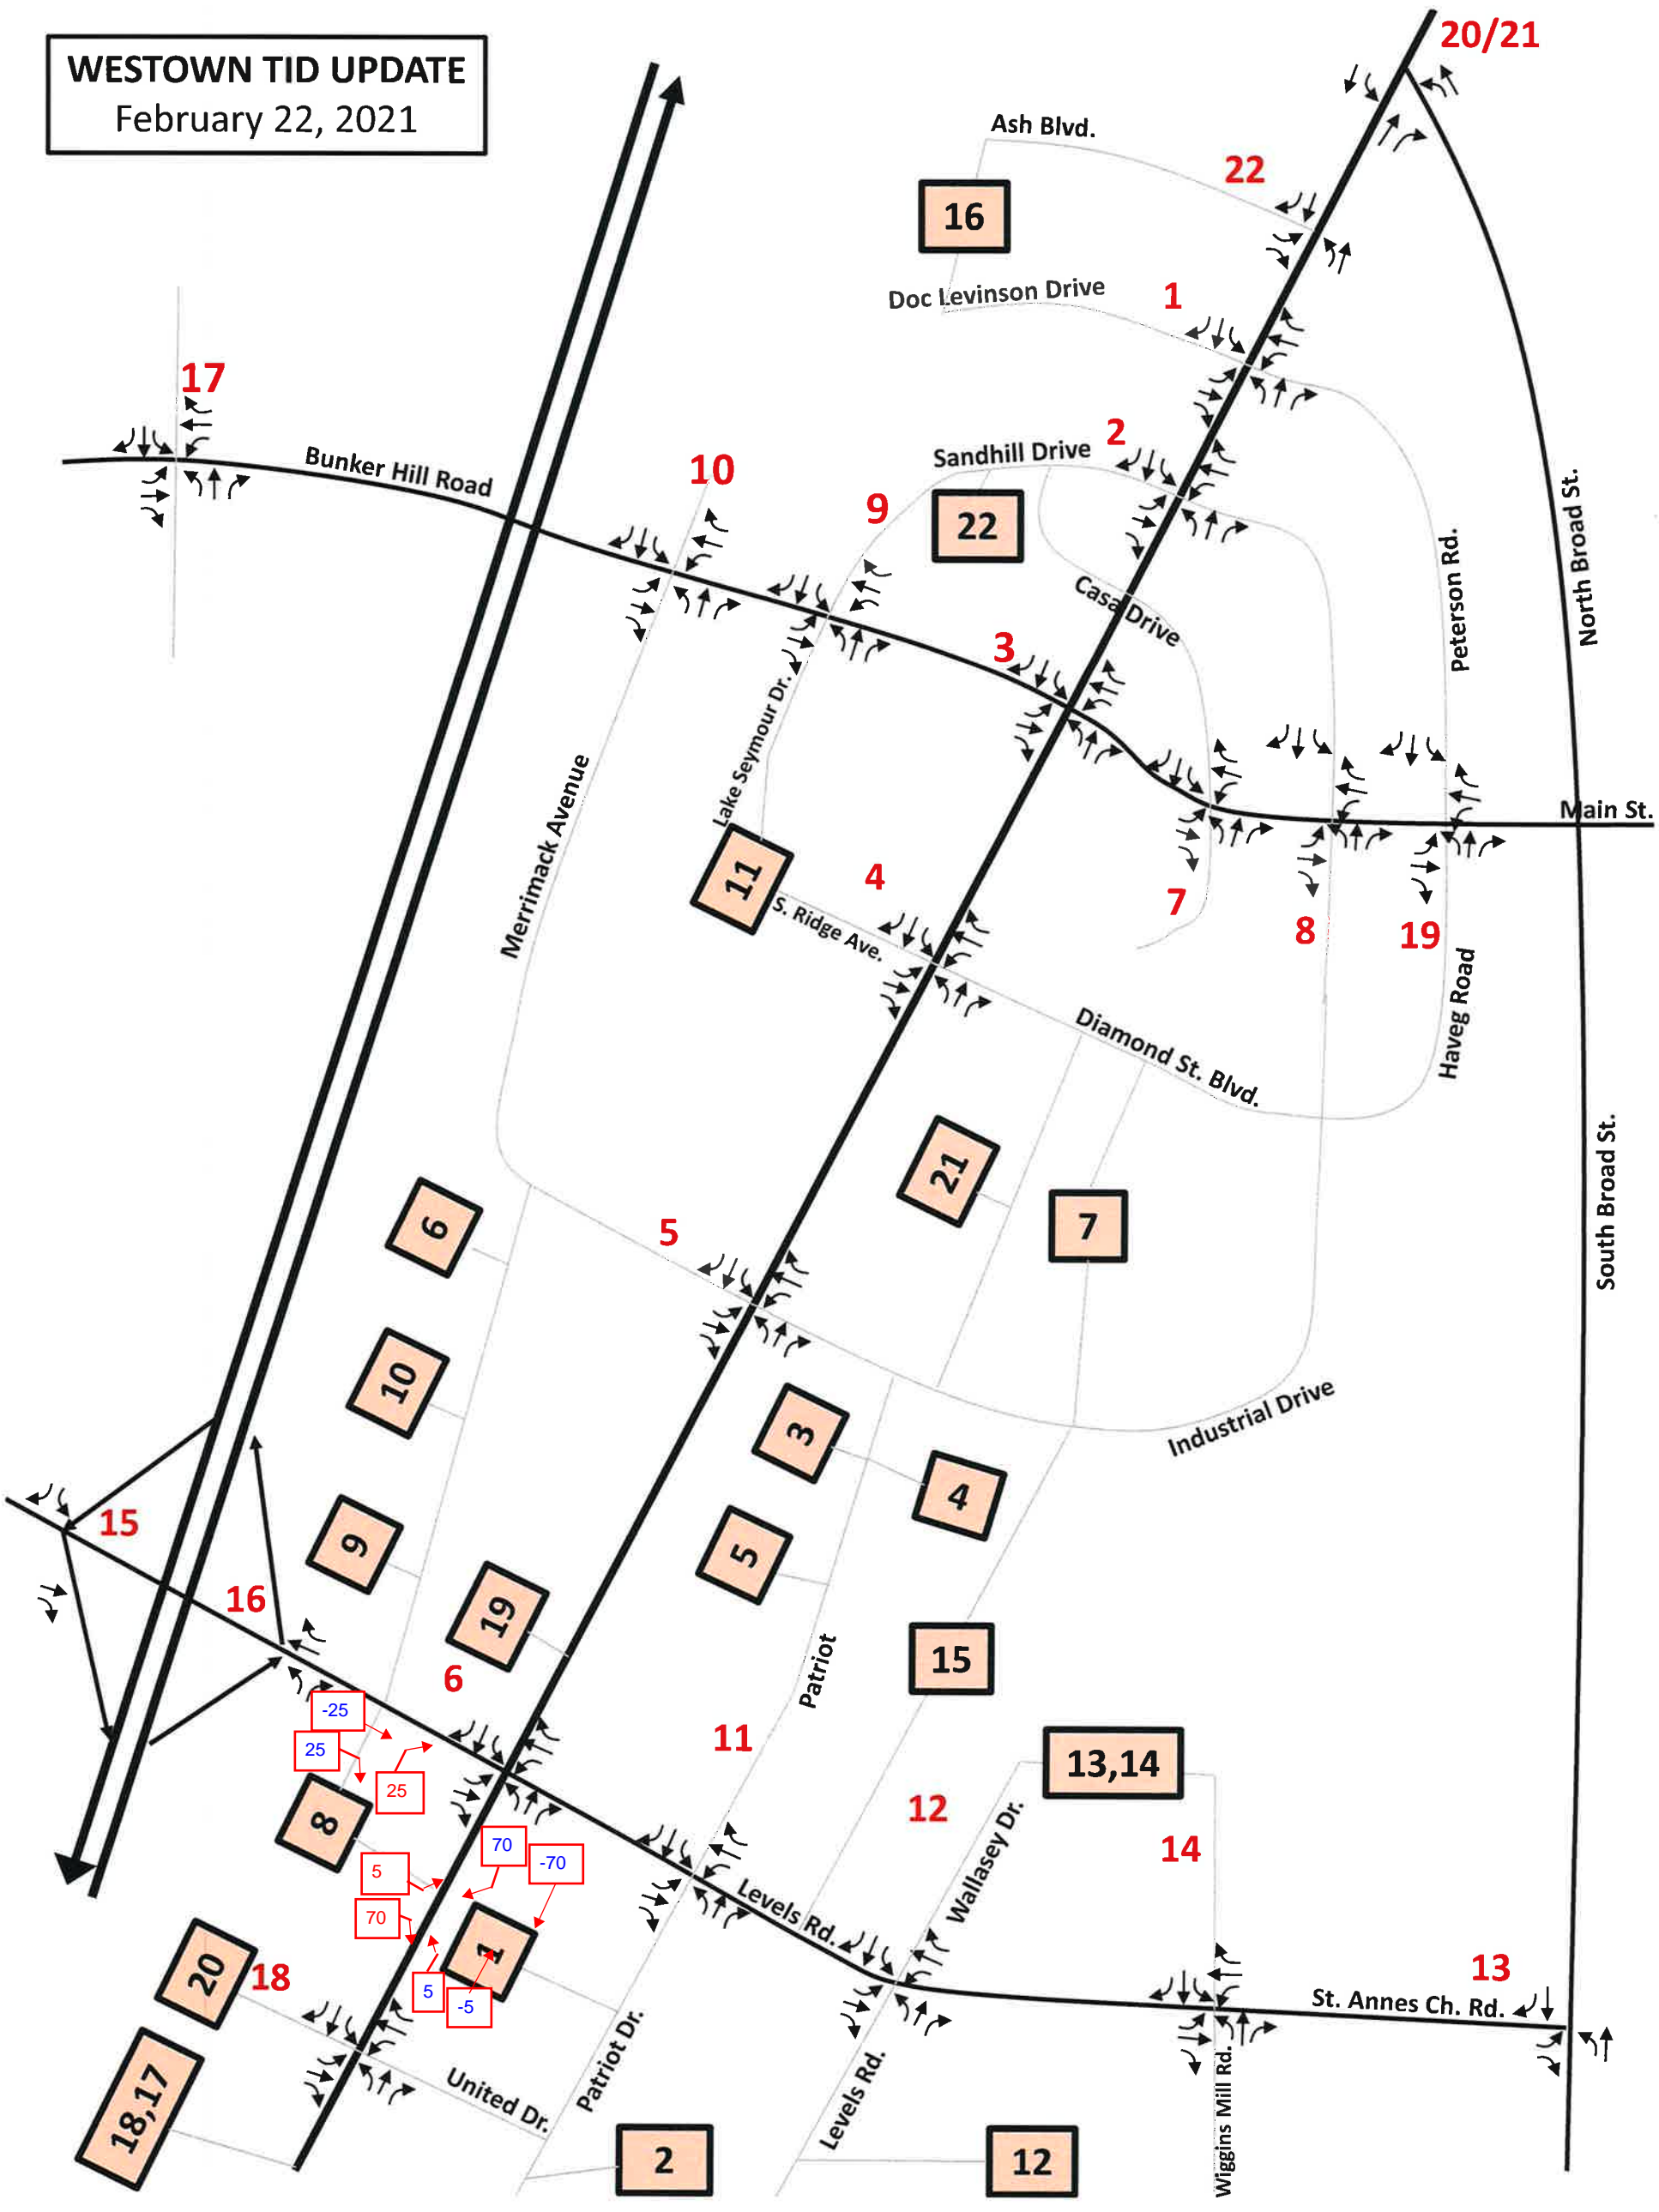 WESTOWN TID UPDATE
February 22, 2021
20/21
Ash Blvd.
22
16
Doc Levinson Drive
1
17
Bunker Hill Road
10
Sandhill Drive
2
9
22
Casa Drive
3
Peterson Rd.
North Broad St.
Lake Seymour Dr.
Merrimack Avenue
Main St.
11
4
S. Ridge Ave.
7
8
19
Haveg Road
Diamond St. Blvd.
21
7
6
5
South Broad St.
10
3
4
Industrial Drive
15
9
5
16
19
15
6
Patriot
-25
25
25
11
13,14
8
12
Wallasey Dr.
14
70
-70
5
70
Levels Rd.
1
20
18
5
-5
13
St. Annes Ch. Rd.
18,17
United Dr.
Patriot Dr.
Levels Rd.
Wiggins Mill Rd.
2
12